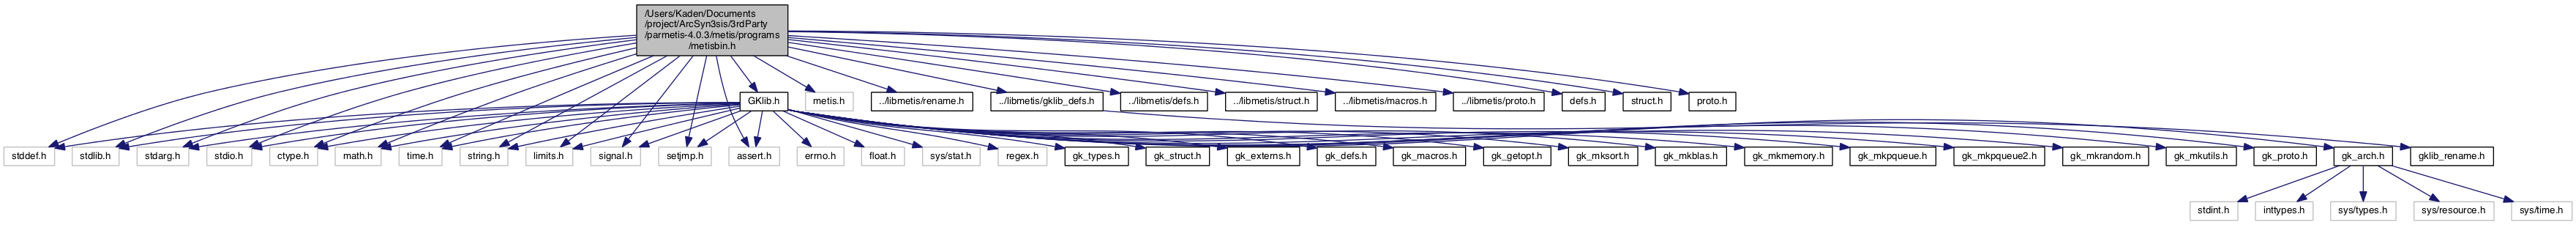 /Users/Kaden/Documents
/project/ArcSyn3sis/3rdParty
/parmetis-4.0.3/metis/programs
/metisbin.h
GKlib.h
metis.h
../libmetis/rename.h
../libmetis/gklib_defs.h
../libmetis/defs.h
../libmetis/struct.h
../libmetis/macros.h
../libmetis/proto.h
defs.h
struct.h
proto.h
stddef.h
stdlib.h
stdarg.h
stdio.h
ctype.h
math.h
time.h
string.h
limits.h
signal.h
setjmp.h
assert.h
errno.h
float.h
sys/stat.h
regex.h
gk_types.h
gk_struct.h
gk_externs.h
gk_defs.h
gk_macros.h
gk_getopt.h
gk_mksort.h
gk_mkblas.h
gk_mkmemory.h
gk_mkpqueue.h
gk_mkpqueue2.h
gk_mkrandom.h
gk_mkutils.h
gk_proto.h
gk_arch.h
gklib_rename.h
stdint.h
inttypes.h
sys/types.h
sys/resource.h
sys/time.h